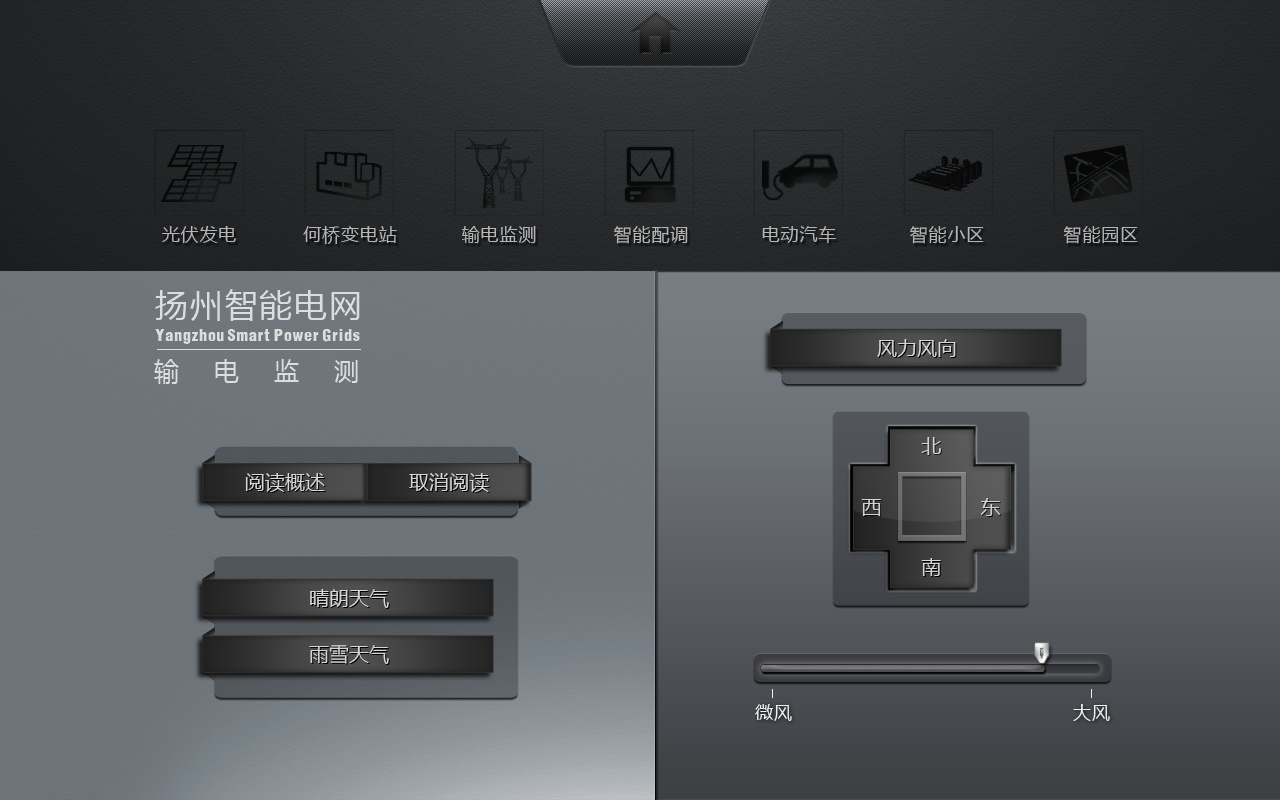 光伏发电 何桥变电站 输电监测 智能配调 电动汽车 智能小区 智能园区
扬州智能电网
Yangzhou Smart Power Grids
输电监测
阅读概述 取消阅读
晴朗天气
雨雪天气
风力风向
北
西 东
南
微风 大风